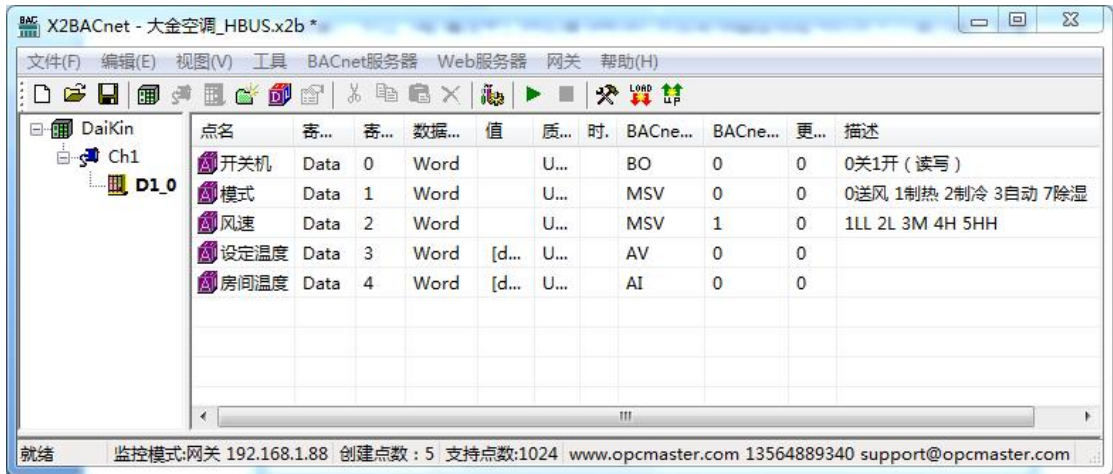 X2BACnet - 大金空调_HBUS.x2b *
文件(F) 编辑(E) 视图(V) 工具 BACnet服务器 Web服务器 网关 帮助(H)
DaiKin
Ch1
D1_0
点名 寄... 寄... 数据... 值 质... 时. BACne... BACne... 更... 描述
开关机 Data 0 Word U... BO 0 0 0关1开（读写）
模式 Data 1 Word U... MSV 0 0 0送风 1制热 2制冷 3自动 7除湿
风速 Data 2 Word U... MSV 1 0 1LL 2L 3M 4H 5HH
设定温度 Data 3 Word [d... U... AV 0 0
房间温度 Data 4 Word [d... U... AI 0 0
就绪 监控模式:网关 192.168.1.88 创建点数：5 支持点数:1024 www.opcmaster.com 13564889340 support@opcmaster.com